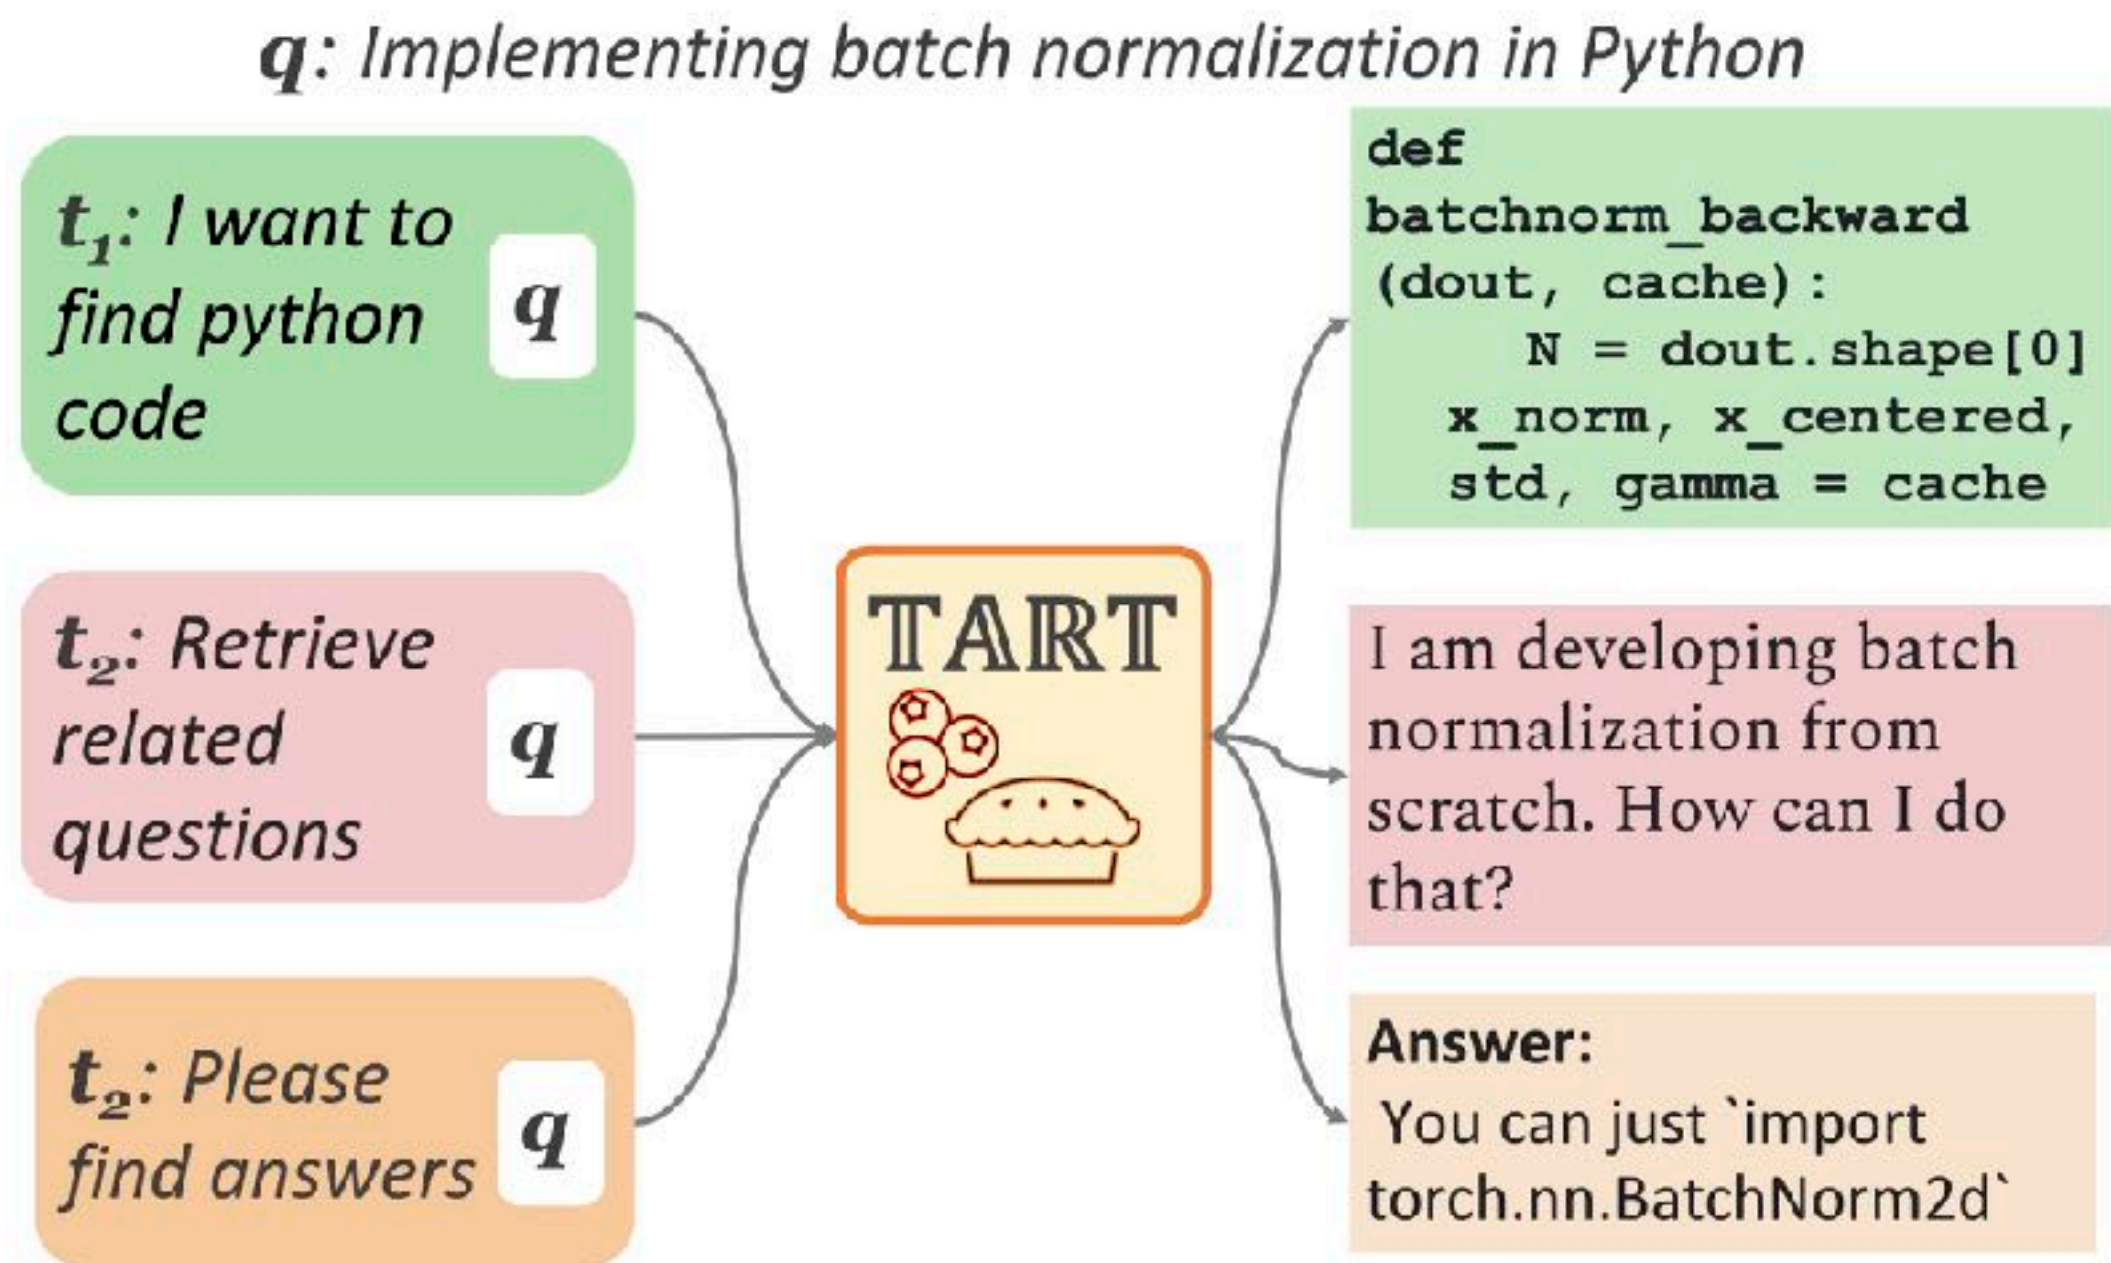 q: Implementing batch normalization in Python
t₁: I want to
find python
code
q
t₂: Retrieve
related
questions
q
t₂: Please
find answers
q
TART
def
batchnorm_backward
(dout, cache):
N = dout.shape[0]
x_norm, x_centered,
std, gamma = cache
I am developing batch
normalization from
scratch. How can I do
that?
Answer:
You can just `import
torch.nn.BatchNorm2d`